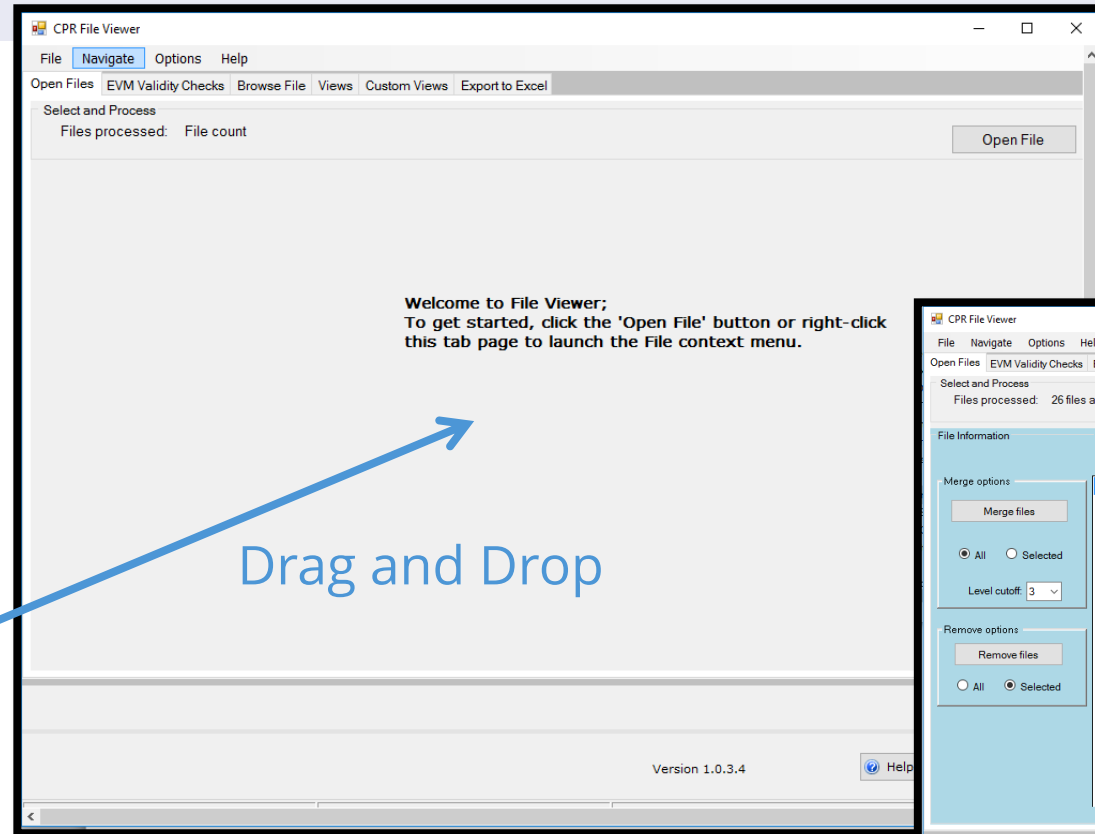 CPR File Viewer
File Navigate Options Help
Open Files EVM Validity Checks Browse File Views Custom Views Export to Excel
Select and Process
Files processed: File count
Open File
Welcome to File Viewer;
To get started, click the 'Open File' button or right-click
this tab page to launch the File context menu.
Drag and Drop
Version 1.0.3.4
Help
CPR File Viewer
File Navigate Options Hel
Open Files EVM Validity Checks
Select and Process
Files processed: 26 files a
File Information
Merge options
Merge files
All Selected
Level cutoff: 3
Remove options
Remove files
All Selected